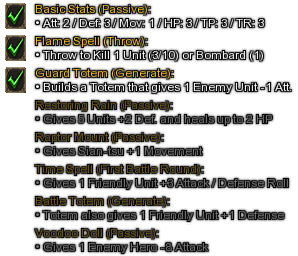 Basic Stats (Passive):
• Att: 2 / Def: 3 / Mov: 1 / HP: 3 / TP: 3 / TR: 3
Flame Spell (Throw):
• Throw to Kill 1 Unit (3/10) or Bombard (1)
Guard Totem (Generate):
• Builds a Totem that gives 1 Enemy Unit -1 Att.
Restoring Rain (Passive):
• Gives 5 Units +2 Def. and heals up to 2 HP
Raptor Mount (Passive):
• Gives Sian-tsu +1 Movement
Time Spell (First Battle Round):
• Gives 1 Friendly Unit +6 Attack / Defense Roll
Battle Totem (Generate):
• Totem also gives 1 Friendly Unit +1 Defense
Voodoo Doll (Passive):
• Gives 1 Enemy Hero -8 Attack